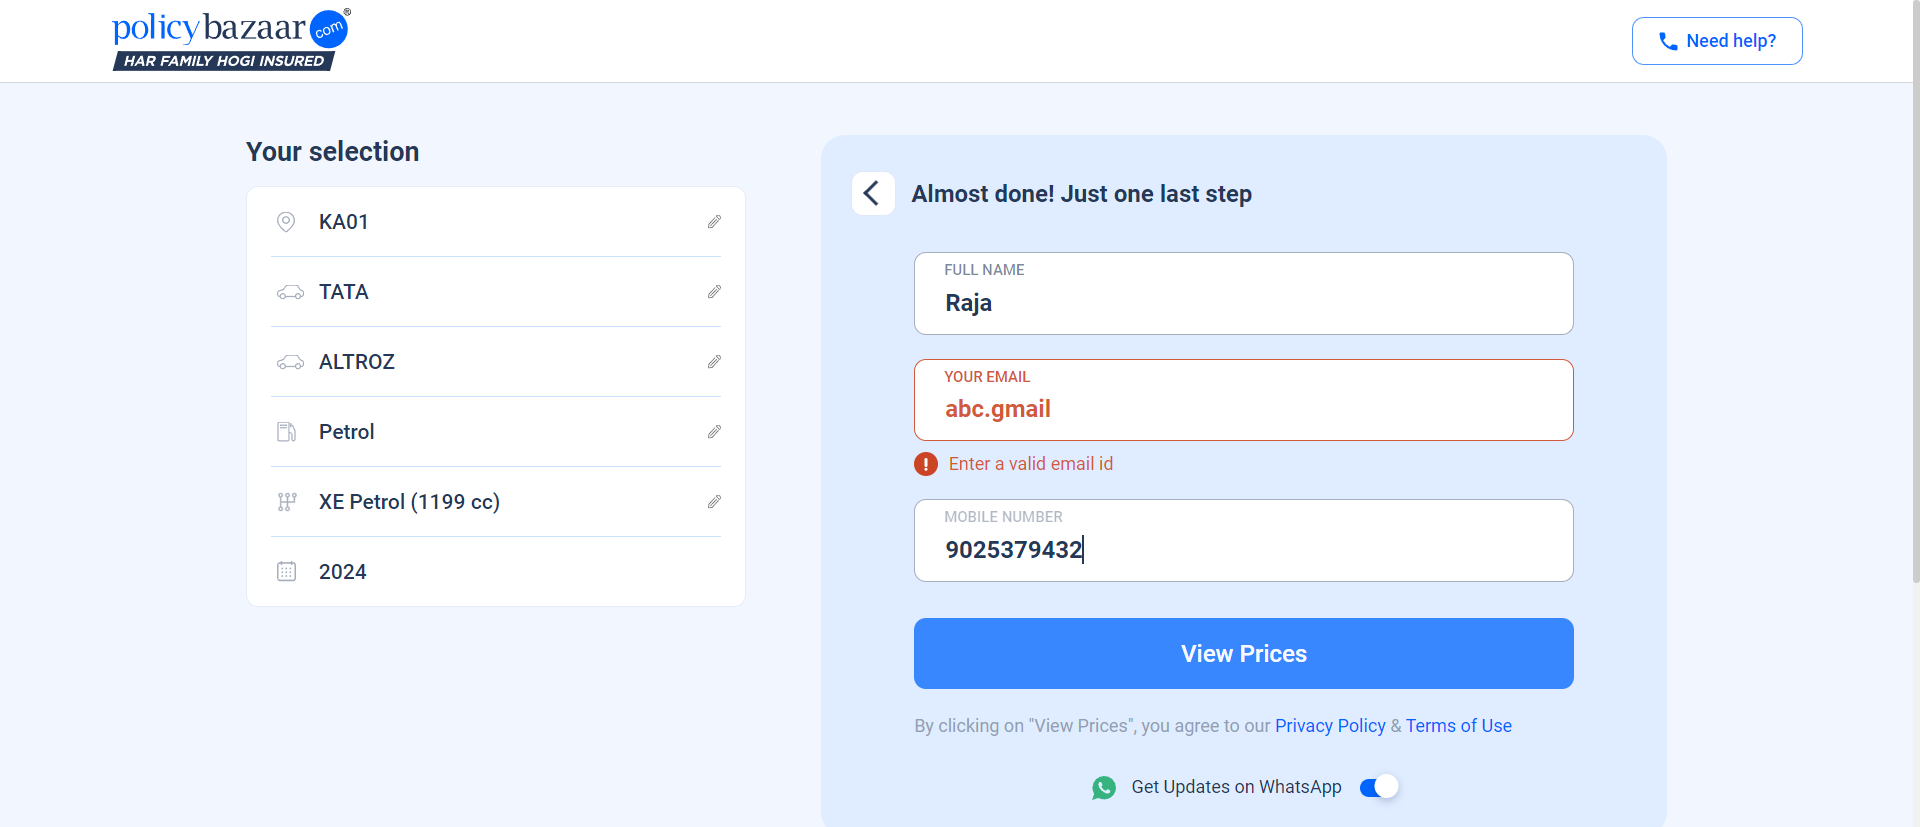 policybazaar.com®
HAR FAMILY HOGI INSURED
Need help?
Your selection
KA01
TATA
ALTROZ
Petrol
XE Petrol (1199 cc)
2024
Almost done! Just one last step
FULL NAME
Raja
YOUR EMAIL
abc.gmail
Enter a valid email id
MOBILE NUMBER
9025379432
View Prices
By clicking on "View Prices", you agree to our Privacy Policy & Terms of Use
Get Updates on WhatsApp